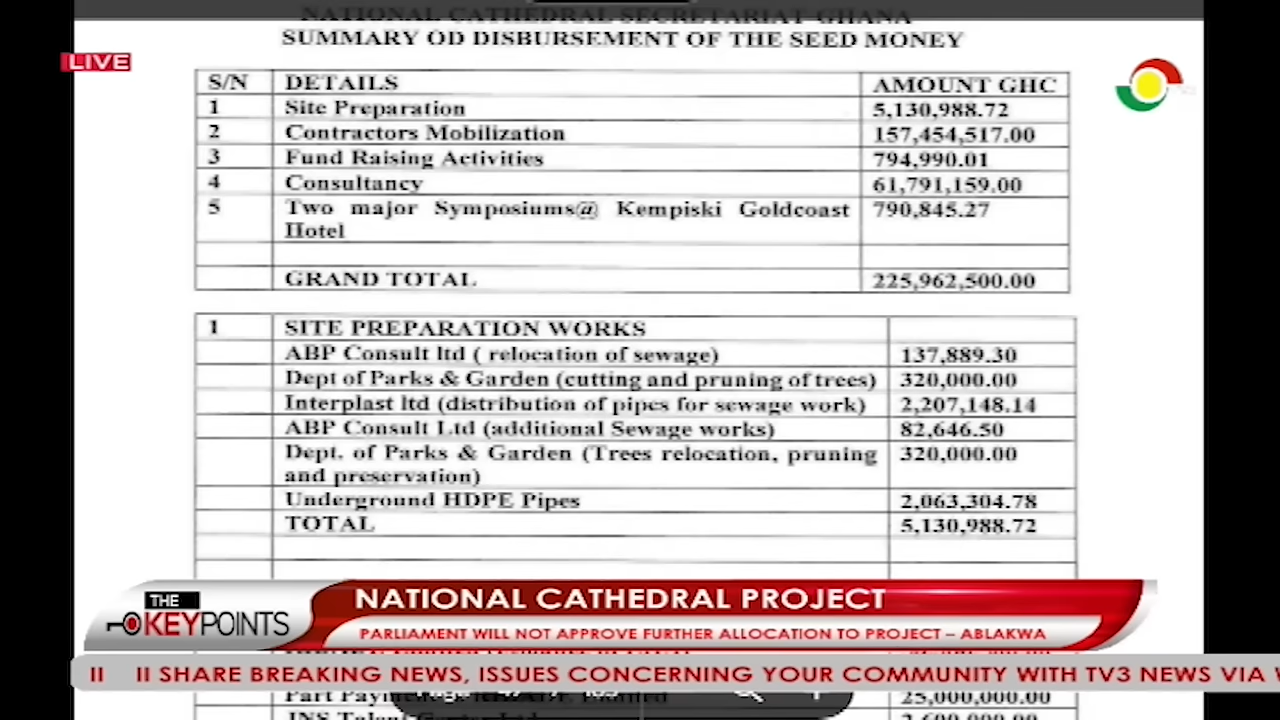 NATIONAL CATHEDRAL SECRETARIAT GHANA
SUMMARY OD DISBURSEMENT OF THE SEED MONEY
LIVE
S/N DETAILS AMOUNT GHC
1 Site Preparation 5,130,988.72
2 Contractors Mobilization 157,454,517.00
3 Fund Raising Activities 794,990.01
4 Consultancy 61,791,159.00
5 Two major Symposiums@ Kempiski Goldcoast 790,845.27
Hotel
GRAND TOTAL 225,962,500.00
1 SITE PREPARATION WORKS
ABP Consult ltd ( relocation of sewage) 137,889.30
Dept of Parks & Garden (cutting and pruning of trees) 320,000.00
Interplast ltd (distribution of pipes for sewage work) 2,207,148.14
ABP Consult Ltd (additional Sewage works) 82,646.50
Dept. of Parks & Garden (Trees relocation, pruning 320,000.00
and preservation)
Underground HDPE Pipes 2,063,304.78
TOTAL 5,130,988.72
THE
KEYPOINTS
NATIONAL CATHEDRAL PROJECT
PARLIAMENT WILL NOT APPROVE FURTHER ALLOCATION TO PROJECT – ABLAKWA
II II SHARE BREAKING NEWS, ISSUES CONCERNING YOUR COMMUNITY WITH TV3 NEWS VIA
Part 25,000,000.00